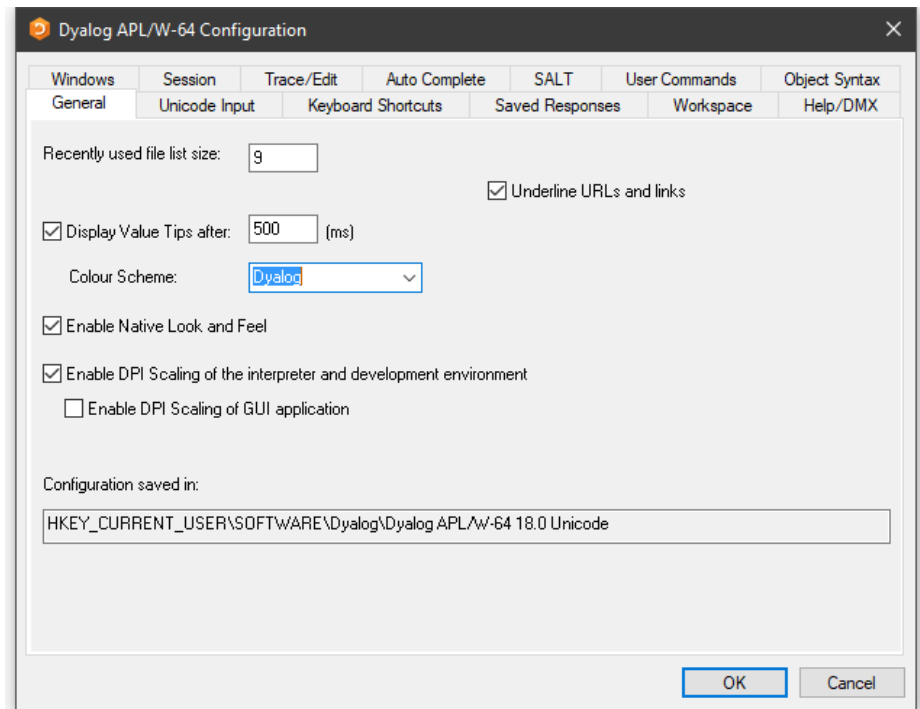 Dyalog APL/W-64 Configuration
Windows Session Trace/Edit Auto Complete SALT User Commands Object Syntax
General Unicode Input Keyboard Shortcuts Saved Responses Workspace Help/DMX
Recently used file list size: 9
Underline URLs and links
Display Value Tips after: 500 (ms)
Colour Scheme: Dyalog
Enable Native Look and Feel
Enable DPI Scaling of the interpreter and development environment
Enable DPI Scaling of GUI application
Configuration saved in:
HKEY_CURRENT_USER\SOFTWARE\Dyalog\Dyalog APL/W-64 18.0 Unicode
OK Cancel